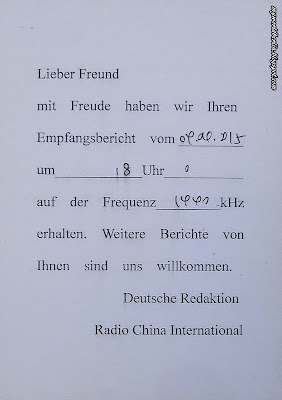 Lieber Freund
mit Freude haben wir Ihren
Empfangsbericht vom
um 18 Uhr
auf der Frequenz kHz
erhalten. Weitere Berichte von
Ihnen sind uns willkommen.
Deutsche Redaktion
Radio China International